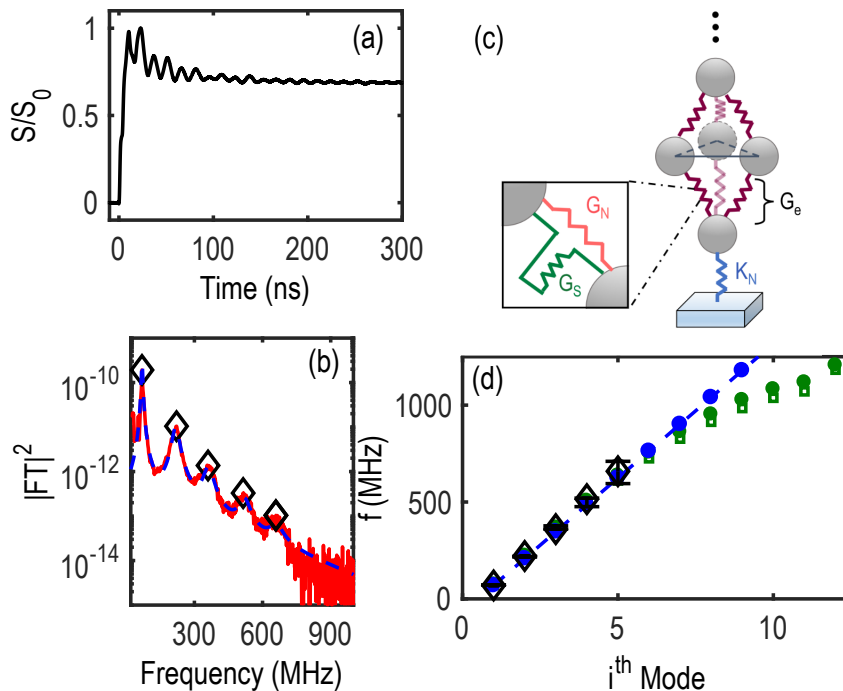 (a)
S/S0
1
0.5
0
0 100 200 300
Time (ns)
(c)
GN
GS
Ge
KN
(b)
|FT|²
10⁻¹⁰
10⁻¹²
10⁻¹⁴
300 600 900
Frequency (MHz)
(d)
f (MHz)
1000
500
0
0 5 10
iᵗʰ Mode